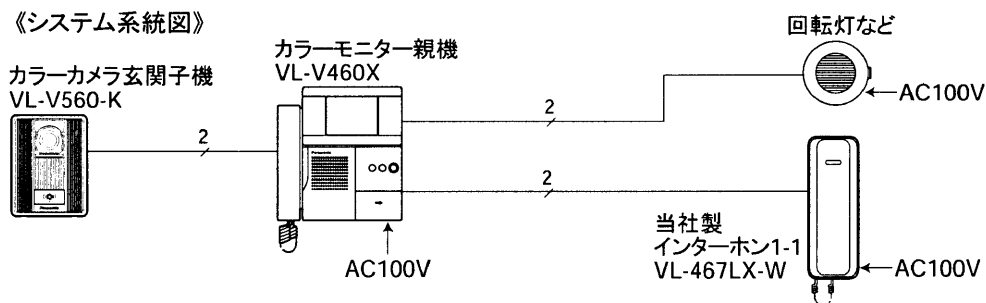 《システム系統図》
カラーカメラ玄関子機
VL-V560-K
2
カラーモニター親機
VL-V460X
Panasonic
AC100V
2
2
回転灯など
AC100V
当社製
インターホン1-1
VL-467LX-W
AC100V